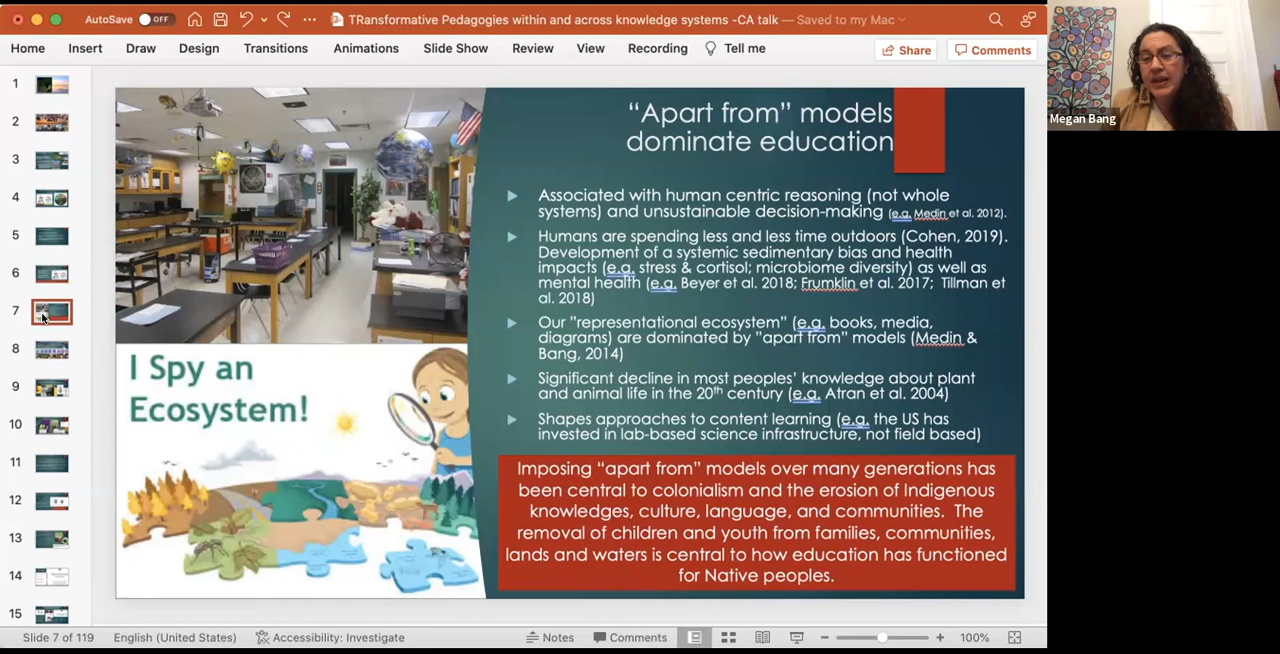 AutoSave OFF TRansformative Pedagogies within and across knowledge systems -CA talk — Saved to my Mac
Home Insert Draw Design Transitions Animations Slide Show Review View Recording Tell me Share Comments
1
2
3
4
5
6
7
8
9
10
11
12
13
14
15
“Apart from” models
dominate education
Associated with human centric reasoning (not whole
systems) and unsustainable decision-making (e.g. Medin et al. 2012).
Humans are spending less and less time outdoors (Cohen, 2019).
Development of a systemic sedimentary bias and health
impacts (e.g. stress & cortisol; microbiome diversity) as well as
mental health (e.g. Beyer et al. 2018; Frumklin et al. 2017; Tillman et
al. 2018)
Our "representational ecosystem" (e.g. books, media,
diagrams) are dominated by "apart from" models (Medin &
Bang, 2014)
Significant decline in most peoples’ knowledge about plant
and animal life in the 20th century (e.g. Atran et al. 2004)
Shapes approaches to content learning (e.g. the US has
invested in lab-based science infrastructure, not field based)
I Spy an
Ecosystem!
Imposing “apart from” models over many generations has
been central to colonialism and the erosion of Indigenous
knowledges, culture, language, and communities. The
removal of children and youth from families, communities,
lands and waters is central to how education has functioned
for Native peoples.
Slide 7 of 119 English (United States) Accessibility: Investigate Notes Comments 100%
Megan Bang